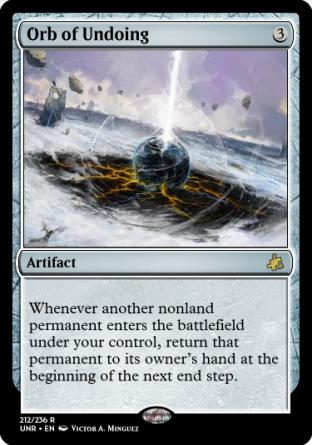 Orb of Undoing 3
Artifact
Whenever another nonland
permanent enters the battlefield
under your control, return that
permanent to its owner's hand at the
beginning of the next end step.
212/236 R
UNR • EN Victor A. Minguez